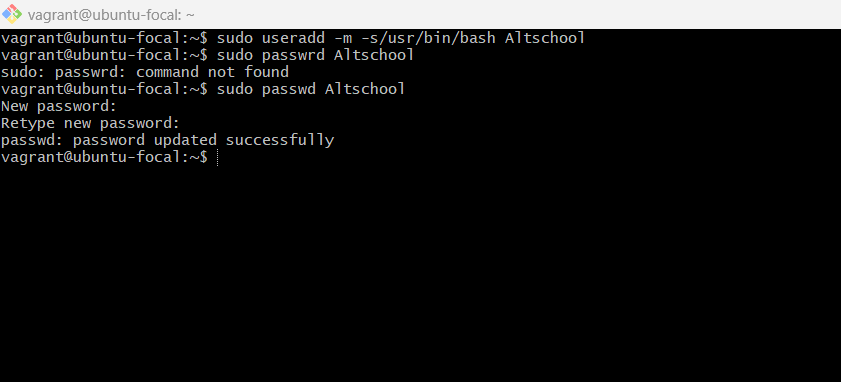 vagrant@ubuntu-focal: ~
vagrant@ubuntu-focal:~$ sudo useradd -m -s/usr/bin/bash Altschool
vagrant@ubuntu-focal:~$ sudo passwrd Altschool
sudo: passwrd: command not found
vagrant@ubuntu-focal:~$ sudo passwd Altschool
New password:
Retype new password:
passwd: password updated successfully
vagrant@ubuntu-focal:~$